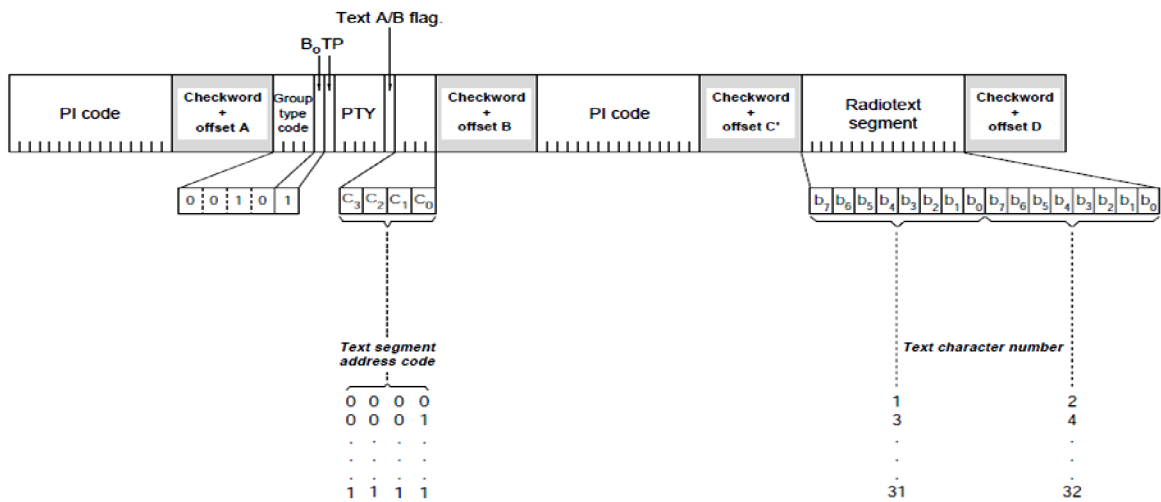 Text A/B flag.
B₀ TP
PI code
Checkword + offset A
Group type code
PTY
Checkword + offset B
PI code
Checkword + offset C'
Radiotext segment
Checkword + offset D
0 0 1 0 1
C₃ C₂ C₁ C₀
b₇ b₆ b₅ b₄ b₃ b₂ b₁ b₀ b₇ b₆ b₅ b₄ b₃ b₂ b₁ b₀
Text segment address code
Text character number
0 0 0 0 1 2
0 0 0 1 3 4
. . . . . .
. . . . . .
1 1 1 1 31 32